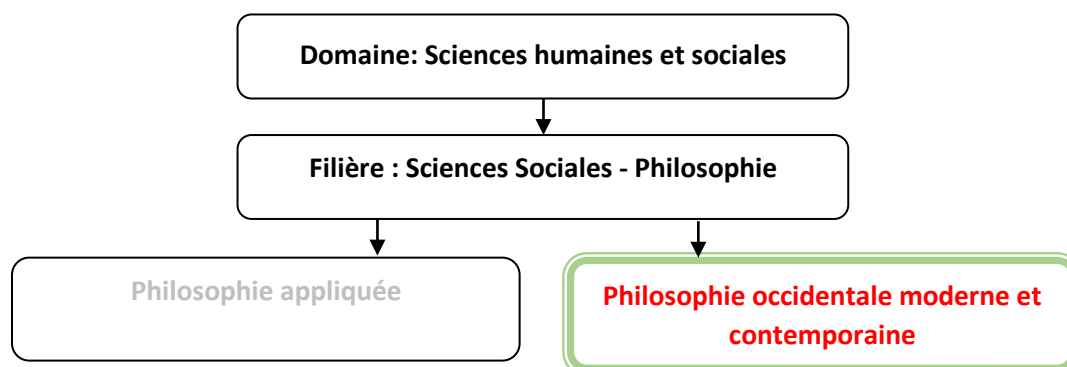 Domaine: Sciences humaines et sociales
Filière : Sciences Sociales - Philosophie
Philosophie appliquée
Philosophie occidentale moderne et
contemporaine